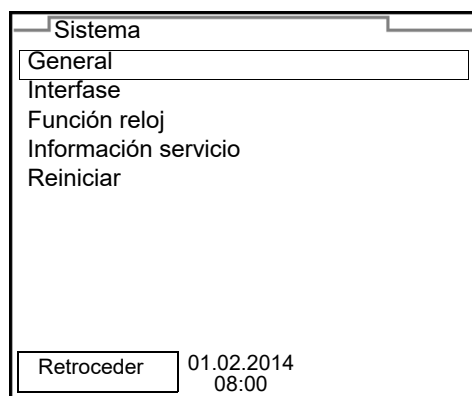 Sistema
General
Interfase
Función reloj
Información servicio
Reiniciar
Retroceder
01.02.2014
08:00